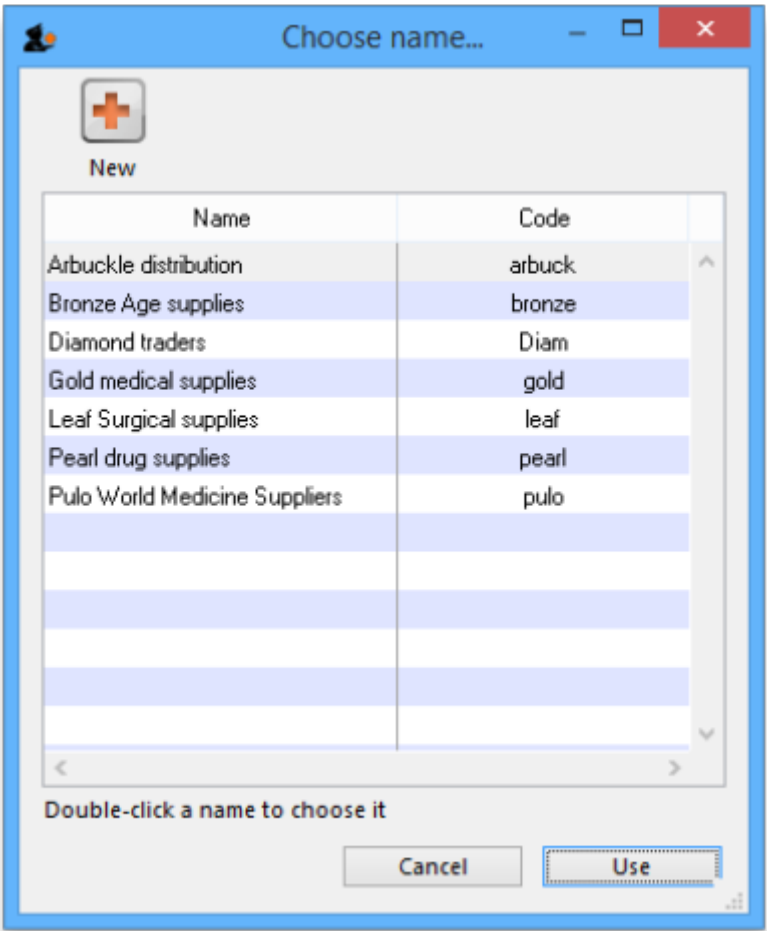 Choose name...
New
Name Code
Arbuckle distribution arbuck
Bronze Age supplies bronze
Diamond traders Diam
Gold medical supplies gold
Leaf Surgical supplies leaf
Pearl drug supplies pearl
Pulo World Medicine Suppliers pulo
Double-click a name to choose it
Cancel Use